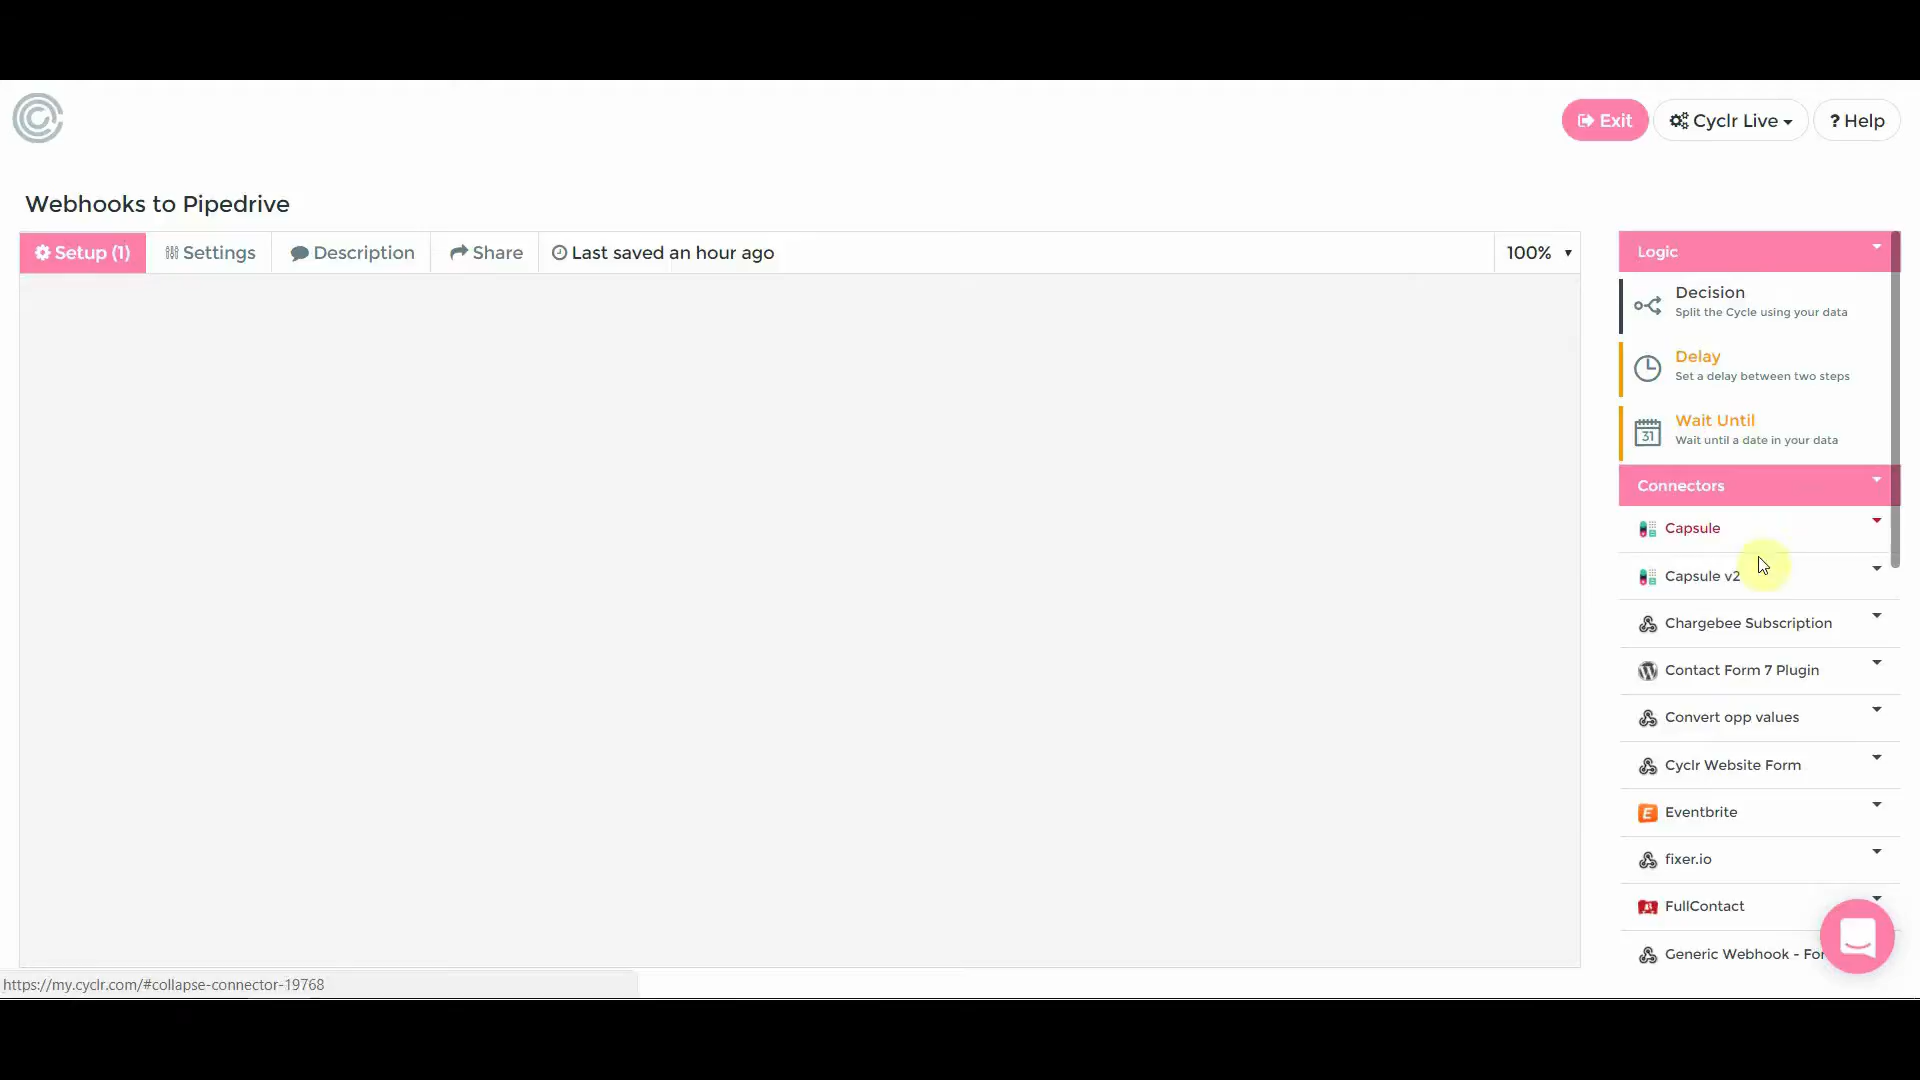 Exit
Cyclr Live
? Help
Webhooks to Pipedrive
Setup (1)
Settings
Description
Share
Last saved an hour ago
100%
Logic
Decision
Split the Cycle using your data
Delay
Set a delay between two steps
31
Wait Until
Wait until a date in your data
Connectors
Capsule
Capsule v2
Chargebee Subscription
Contact Form 7 Plugin
Convert opp values
Cyclr Website Form
Eventbrite
fixer.io
FullContact
Generic Webhook - For
https://my.cyclr.com/#collapse-connector-19768